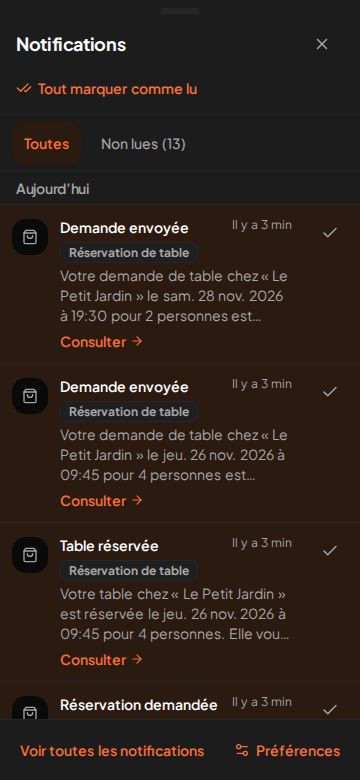 Notifications
Tout marquer comme lu
Toutes
Non lues (13)
Aujourd'hui
Demande envoyée
Il y a 3 min
Réservation de table
Votre demande de table chez « Le
Petit Jardin » le sam. 28 nov. 2026
à 19:30 pour 2 personnes est…
Consulter
Demande envoyée
Il y a 3 min
Réservation de table
Votre demande de table chez « Le
Petit Jardin » le jeu. 26 nov. 2026 à
09:45 pour 4 personnes est…
Consulter
Table réservée
Il y a 3 min
Réservation de table
Votre table chez « Le Petit Jardin »
est réservée le jeu. 26 nov. 2026 à
09:45 pour 4 personnes. Elle vou…
Consulter
Réservation demandée
Il y a 3 min
Voir toutes les notifications
Préférences